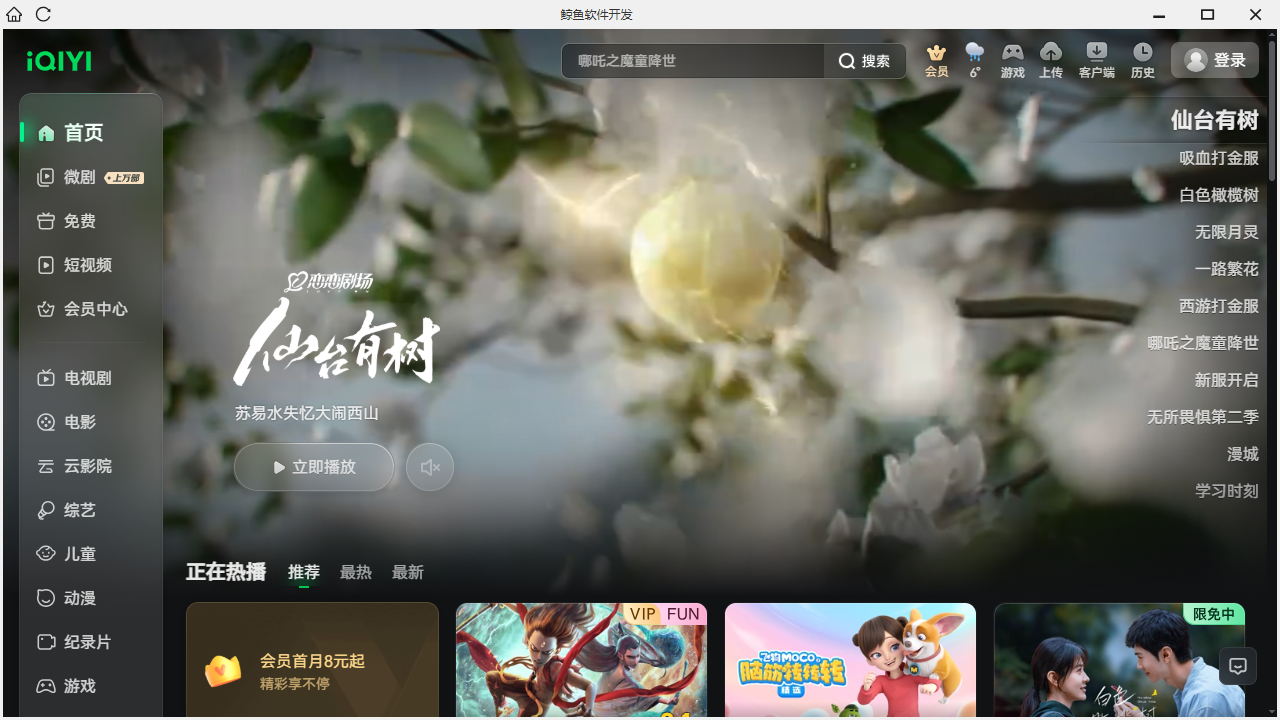 鲸鱼软件开发
iQIYI
哪吒之魔童降世
搜索
会员
6°
游戏
上传
客户端
历史
登录
首页
微剧
上万部
免费
短视频
会员中心
电视剧
电影
云影院
综艺
儿童
动漫
纪录片
游戏
恋恋剧场
仙台有树
苏易水失忆大闹西山
立即播放
仙台有树
吸血打金服
白色橄榄树
无限月灵
一路繁花
西游打金服
哪吒之魔童降世
新服开启
无所畏惧第二季
漫城
学习时刻
正在热播
推荐
最热
最新
会员首月8元起
精彩享不停
VIP
FUN
飞狗MOCO之
脑筋转转转
精选
限免中
白色